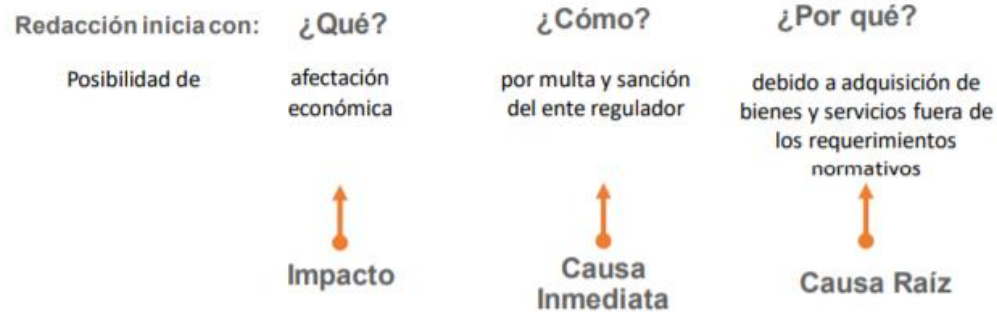 Redacción inicia con:
¿Qué?
¿Cómo?
¿Por qué?
Posibilidad de
afectación
económica
por multa y sanción
del ente regulador
debido a adquisición de
bienes y servicios fuera de
los requerimientos
normativos
Impacto
Causa
Inmediata
Causa Raíz